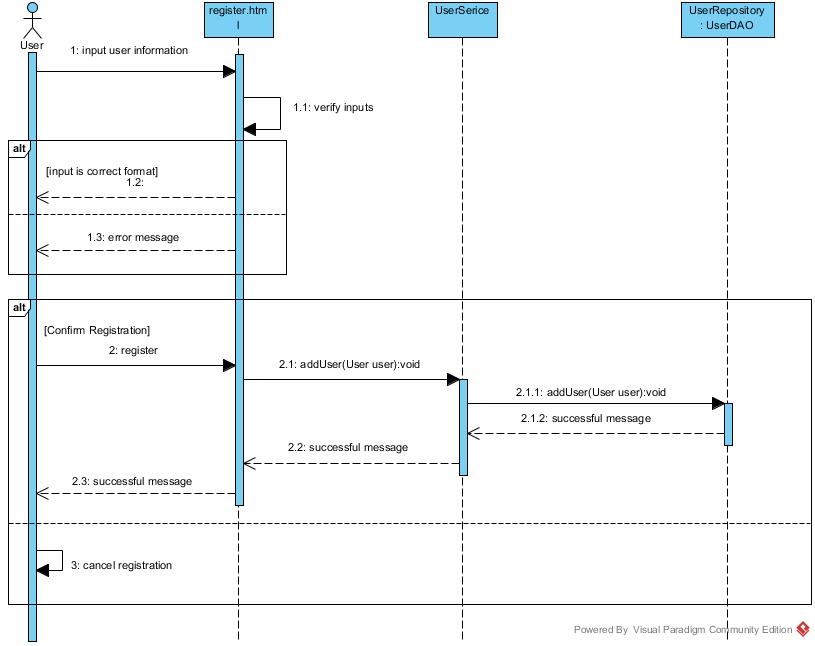 register.htm
l
UserSerice
UserRepository
: UserDAO
User
1: input user information
1.1: verify inputs
alt
[input is correct format]
1.2:
1.3: error message
alt
[Confirm Registration]
2: register
2.1: addUser(User user):void
2.1.1: addUser(User user):void
2.1.2: successful message
2.2: successful message
2.3: successful message
3: cancel registration
Powered By Visual Paradigm Community Edition